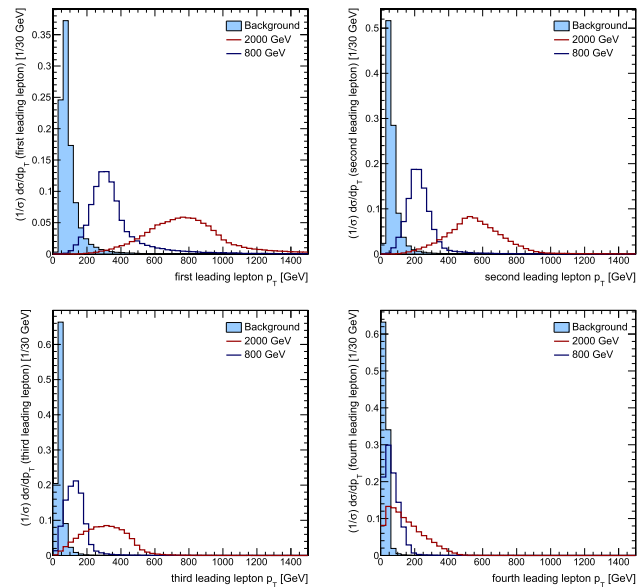 (1/σ) dσ/dp_T (first leading lepton) [1/30 GeV]
0.35
0.3
0.25
0.2
0.15
0.1
0.05
0
Background
2000 GeV
800 GeV
0 200 400 600 800 1000 1200 1400
first leading lepton p_T [GeV]
(1/σ) dσ/dp_T (second leading lepton) [1/30 GeV]
0.5
0.4
0.3
0.2
0.1
0
Background
2000 GeV
800 GeV
0 200 400 600 800 1000 1200 1400
second leading lepton p_T [GeV]
(1/σ) dσ/dp_T (third leading lepton) [1/30 GeV]
0.6
0.5
0.4
0.3
0.2
0.1
0
Background
2000 GeV
800 GeV
0 200 400 600 800 1000 1200 1400
third leading lepton p_T [GeV]
(1/σ) dσ/dp_T (fourth leading lepton) [1/30 GeV]
0.6
0.5
0.4
0.3
0.2
0.1
0
Background
2000 GeV
800 GeV
0 200 400 600 800 1000 1200 1400
fourth leading lepton p_T [GeV]